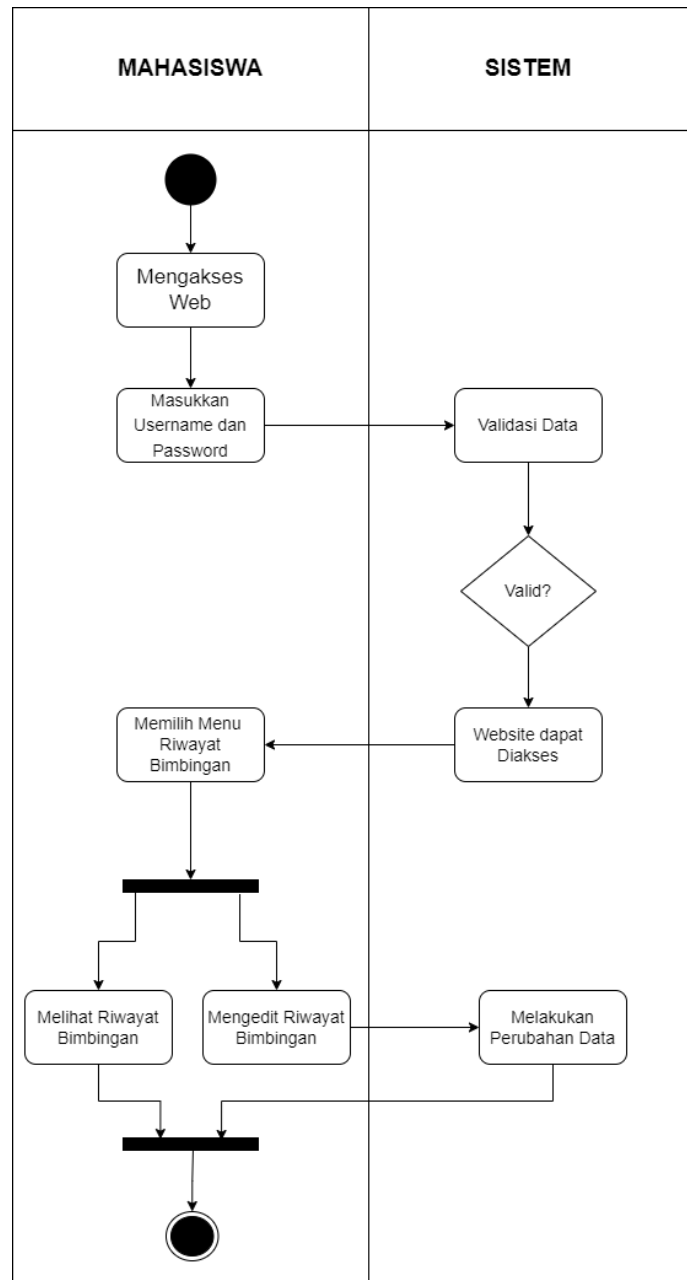 MAHASISWA
SISTEM
Mengakses
Web
Masukkan
Username dan
Password
Validasi Data
Valid?
Memilih Menu
Riwayat
Bimbingan
Website dapat
Diakses
Melihat Riwayat
Bimbingan
Mengedit Riwayat
Bimbingan
Melakukan
Perubahan Data